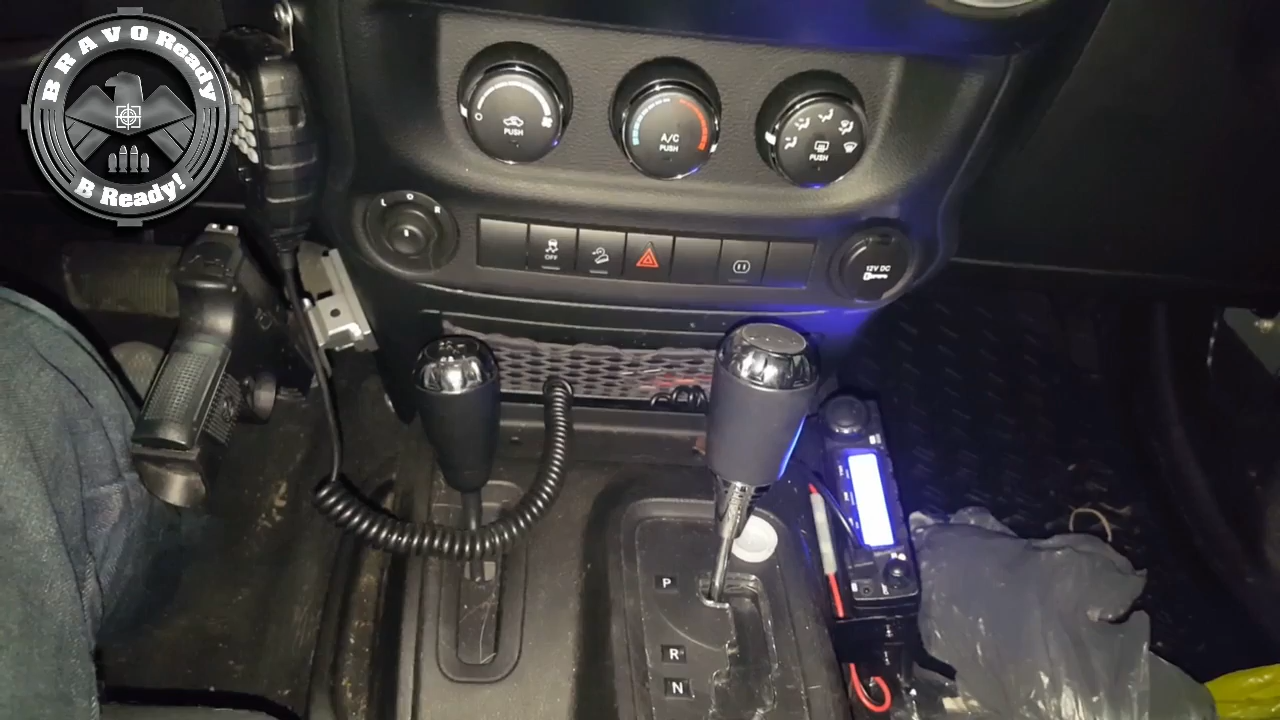 BRAVO Ready
B Ready!
PUSH
A/C
PUSH
PUSH
L O R
OFF
12V DC
P
R
N